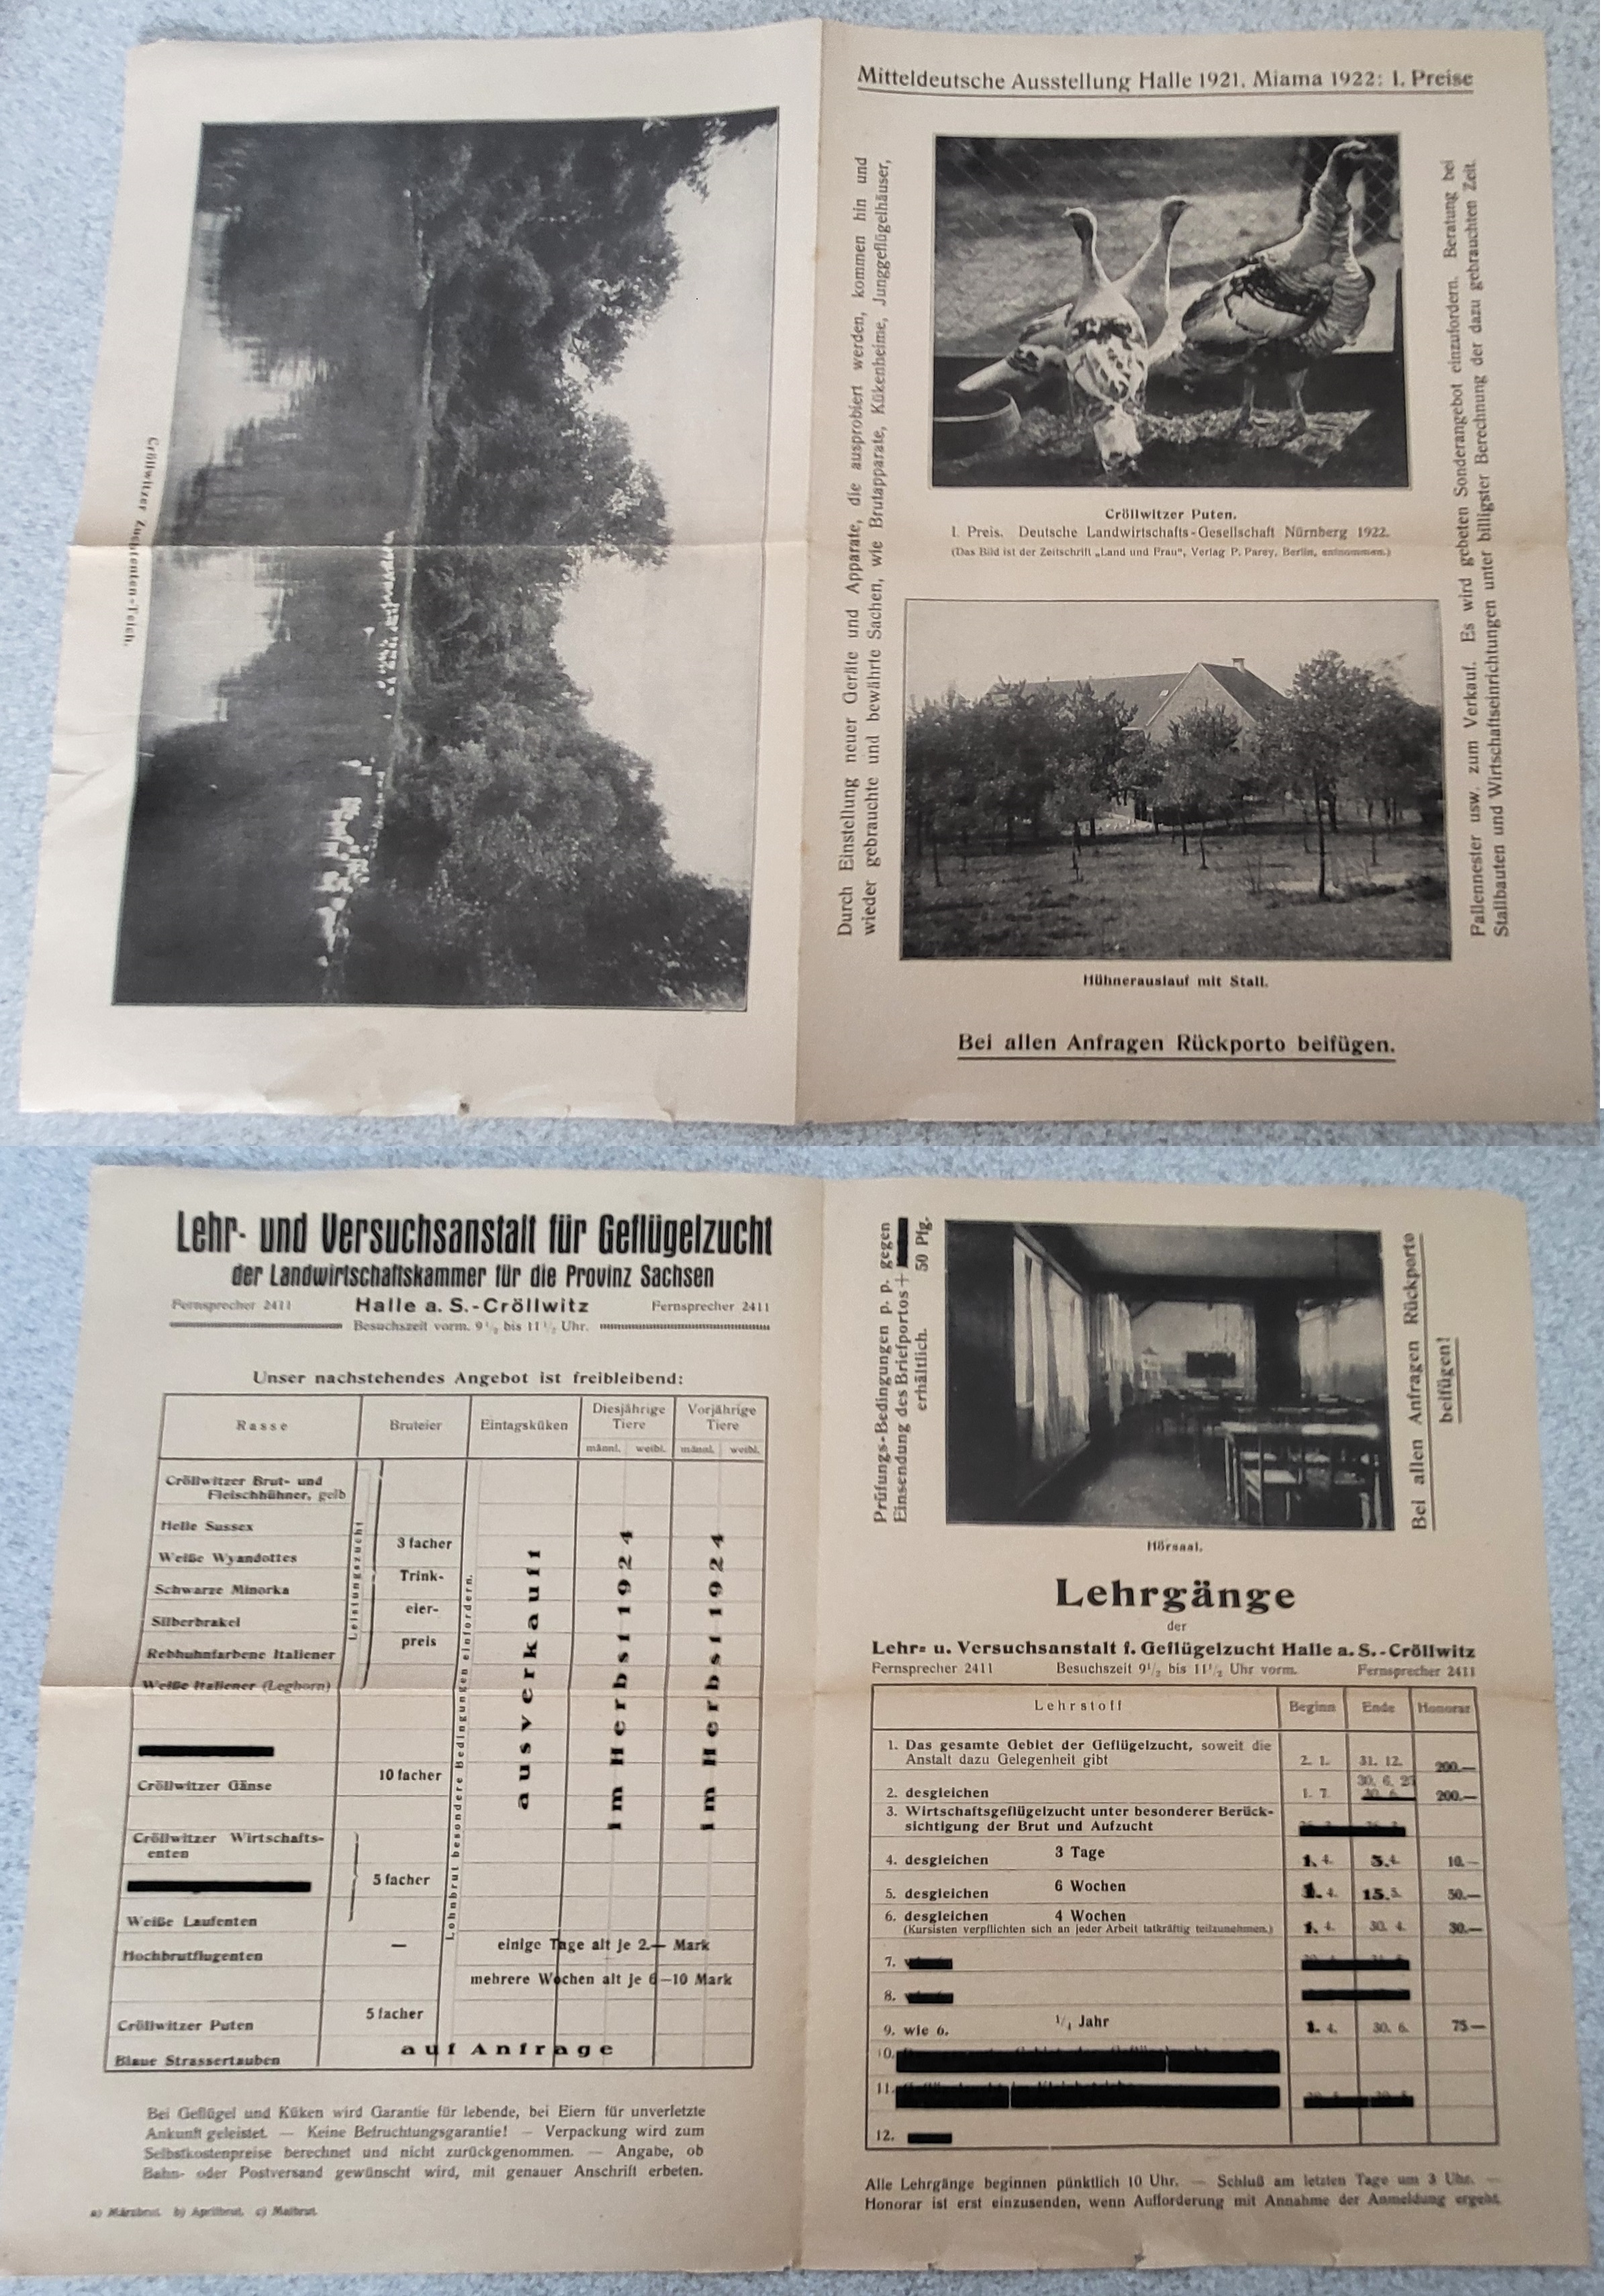 Cröllwitzer Zuchtenten-Teich.
Mitteldeutsche Ausstellung Halle 1921, Miama 1922: I. Preise
Durch Einstellung neuer Geräte und Apparate, die ausprobiert werden, kommen hin und
wieder gebrauchte und bewährte Sachen, wie Brutapparate, Kükenheime, Junggeflügelhäuser,
Cröllwitzer Puten.
I. Preis. Deutsche Landwirtschafts-Gesellschaft Nürnberg 1922.
(Das Bild ist der Zeitschrift „Land und Frau“, Verlag P. Parey, Berlin, entnommen.)
Fallennester usw. zum Verkauf. Es wird gebeten Sonderangebot einzufordern. Beratung bei
Stallbauten und Wirtschaftseinrichtungen unter billigster Berechnung der dazu gebrauchten Zeit.
Hühnerauslauf mit Stall.
Bei allen Anfragen Rückporto beifügen.
Lehr- und Versuchsanstalt für Geflügelzucht
der Landwirtschaftskammer für die Provinz Sachsen
Fernsprecher 2411 Halle a. S.-Cröllwitz Fernsprecher 2411
Besuchszeit vorm. 9 1/2 bis 11 1/2 Uhr.
Unser nachstehendes Angebot ist freibleibend:
Rasse Bruteier Eintagsküken Diesjährige Tiere Vorjährige Tiere
männl. weibl. männl. weibl.
Cröllwitzer Brut- und
Fleischhühner, gelb
Helle Sussex
Weiße Wyandottes
Schwarze Minorka
Silberbrakel
Rebhuhnfarbene Italiener
Weiße Italiener (Leghorn)
Leistungszucht
3 facher
Trink-
eier-
preis
Lohnbrut besondere Bedingungen einfordern.
ausverkauft
im Herbst 1924
im Herbst 1924
Cröllwitzer Gänse 10 facher
Cröllwitzer Wirtschafts-
enten
5 facher
Weiße Laufenten
Hochbrutflugenten — einige Tage alt je 2.— Mark
mehrere Wochen alt je 6—10 Mark
Cröllwitzer Puten 5 facher
Blaue Strassertauben auf Anfrage
Bei Geflügel und Küken wird Garantie für lebende, bei Eiern für unverletzte
Ankunft geleistet. — Keine Befruchtungsgarantie! — Verpackung wird zum
Selbstkostenpreise berechnet und nicht zurückgenommen. — Angabe, ob
Bahn- oder Postversand gewünscht wird, mit genauer Anschrift erbeten.
a) Märzbrut. b) Aprilbrut. c) Maibrut.
Prüfungs-Bedingungen p. p. gegen
Einsendung des Briefportos +
erhältlich. 50 Pfg.
Bei allen Anfragen Rückporto
beifügen!
Hörsaal.
Lehrgänge
der
Lehr- u. Versuchsanstalt f. Geflügelzucht Halle a. S.-Cröllwitz
Fernsprecher 2411 Besuchszeit 9 1/2 bis 11 1/2 Uhr vorm. Fernsprecher 2411
Lehrstoff Beginn Ende Honorar
1. Das gesamte Gebiet der Geflügelzucht, soweit die
Anstalt dazu Gelegenheit gibt 2. 1. 31. 12. 200.—
30. 6. 25
2. desgleichen 1. 7. 200.—
3. Wirtschaftsgeflügelzucht unter besonderer Berück-
sichtigung der Brut und Aufzucht
4. desgleichen 3 Tage 1. 4. 3. 4. 10.—
5. desgleichen 6 Wochen 1. 4. 15. 5. 50.—
6. desgleichen 4 Wochen 1. 4. 30. 4. 30.—
(Kursisten verpflichten sich an jeder Arbeit tatkräftig teilzunehmen.)
7.
8.
9. wie 6. 1/4 Jahr 1. 4. 30. 6. 75—
10.
11.
12.
Alle Lehrgänge beginnen pünktlich 10 Uhr. — Schluß am letzten Tage um 3 Uhr. —
Honorar ist erst einzusenden, wenn Aufforderung mit Annahme der Anmeldung ergeht.